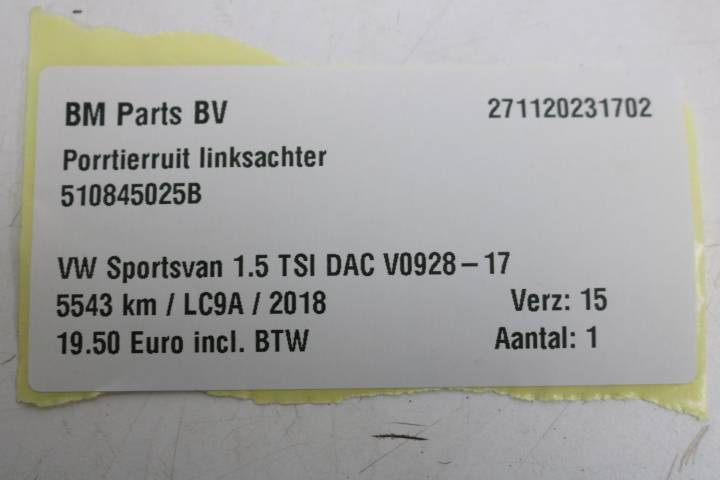 BM Parts BV 271120231702
Porrtierruit linksachter
510845025B
VW Sportsvan 1.5 TSI DAC V0928 – 17
5543 km / LC9A / 2018 Verz: 15
19.50 Euro incl. BTW Aantal: 1